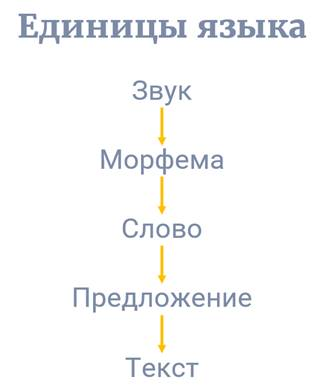 Единицы языка
Звук
Морфема
Слово
Предложение
Текст